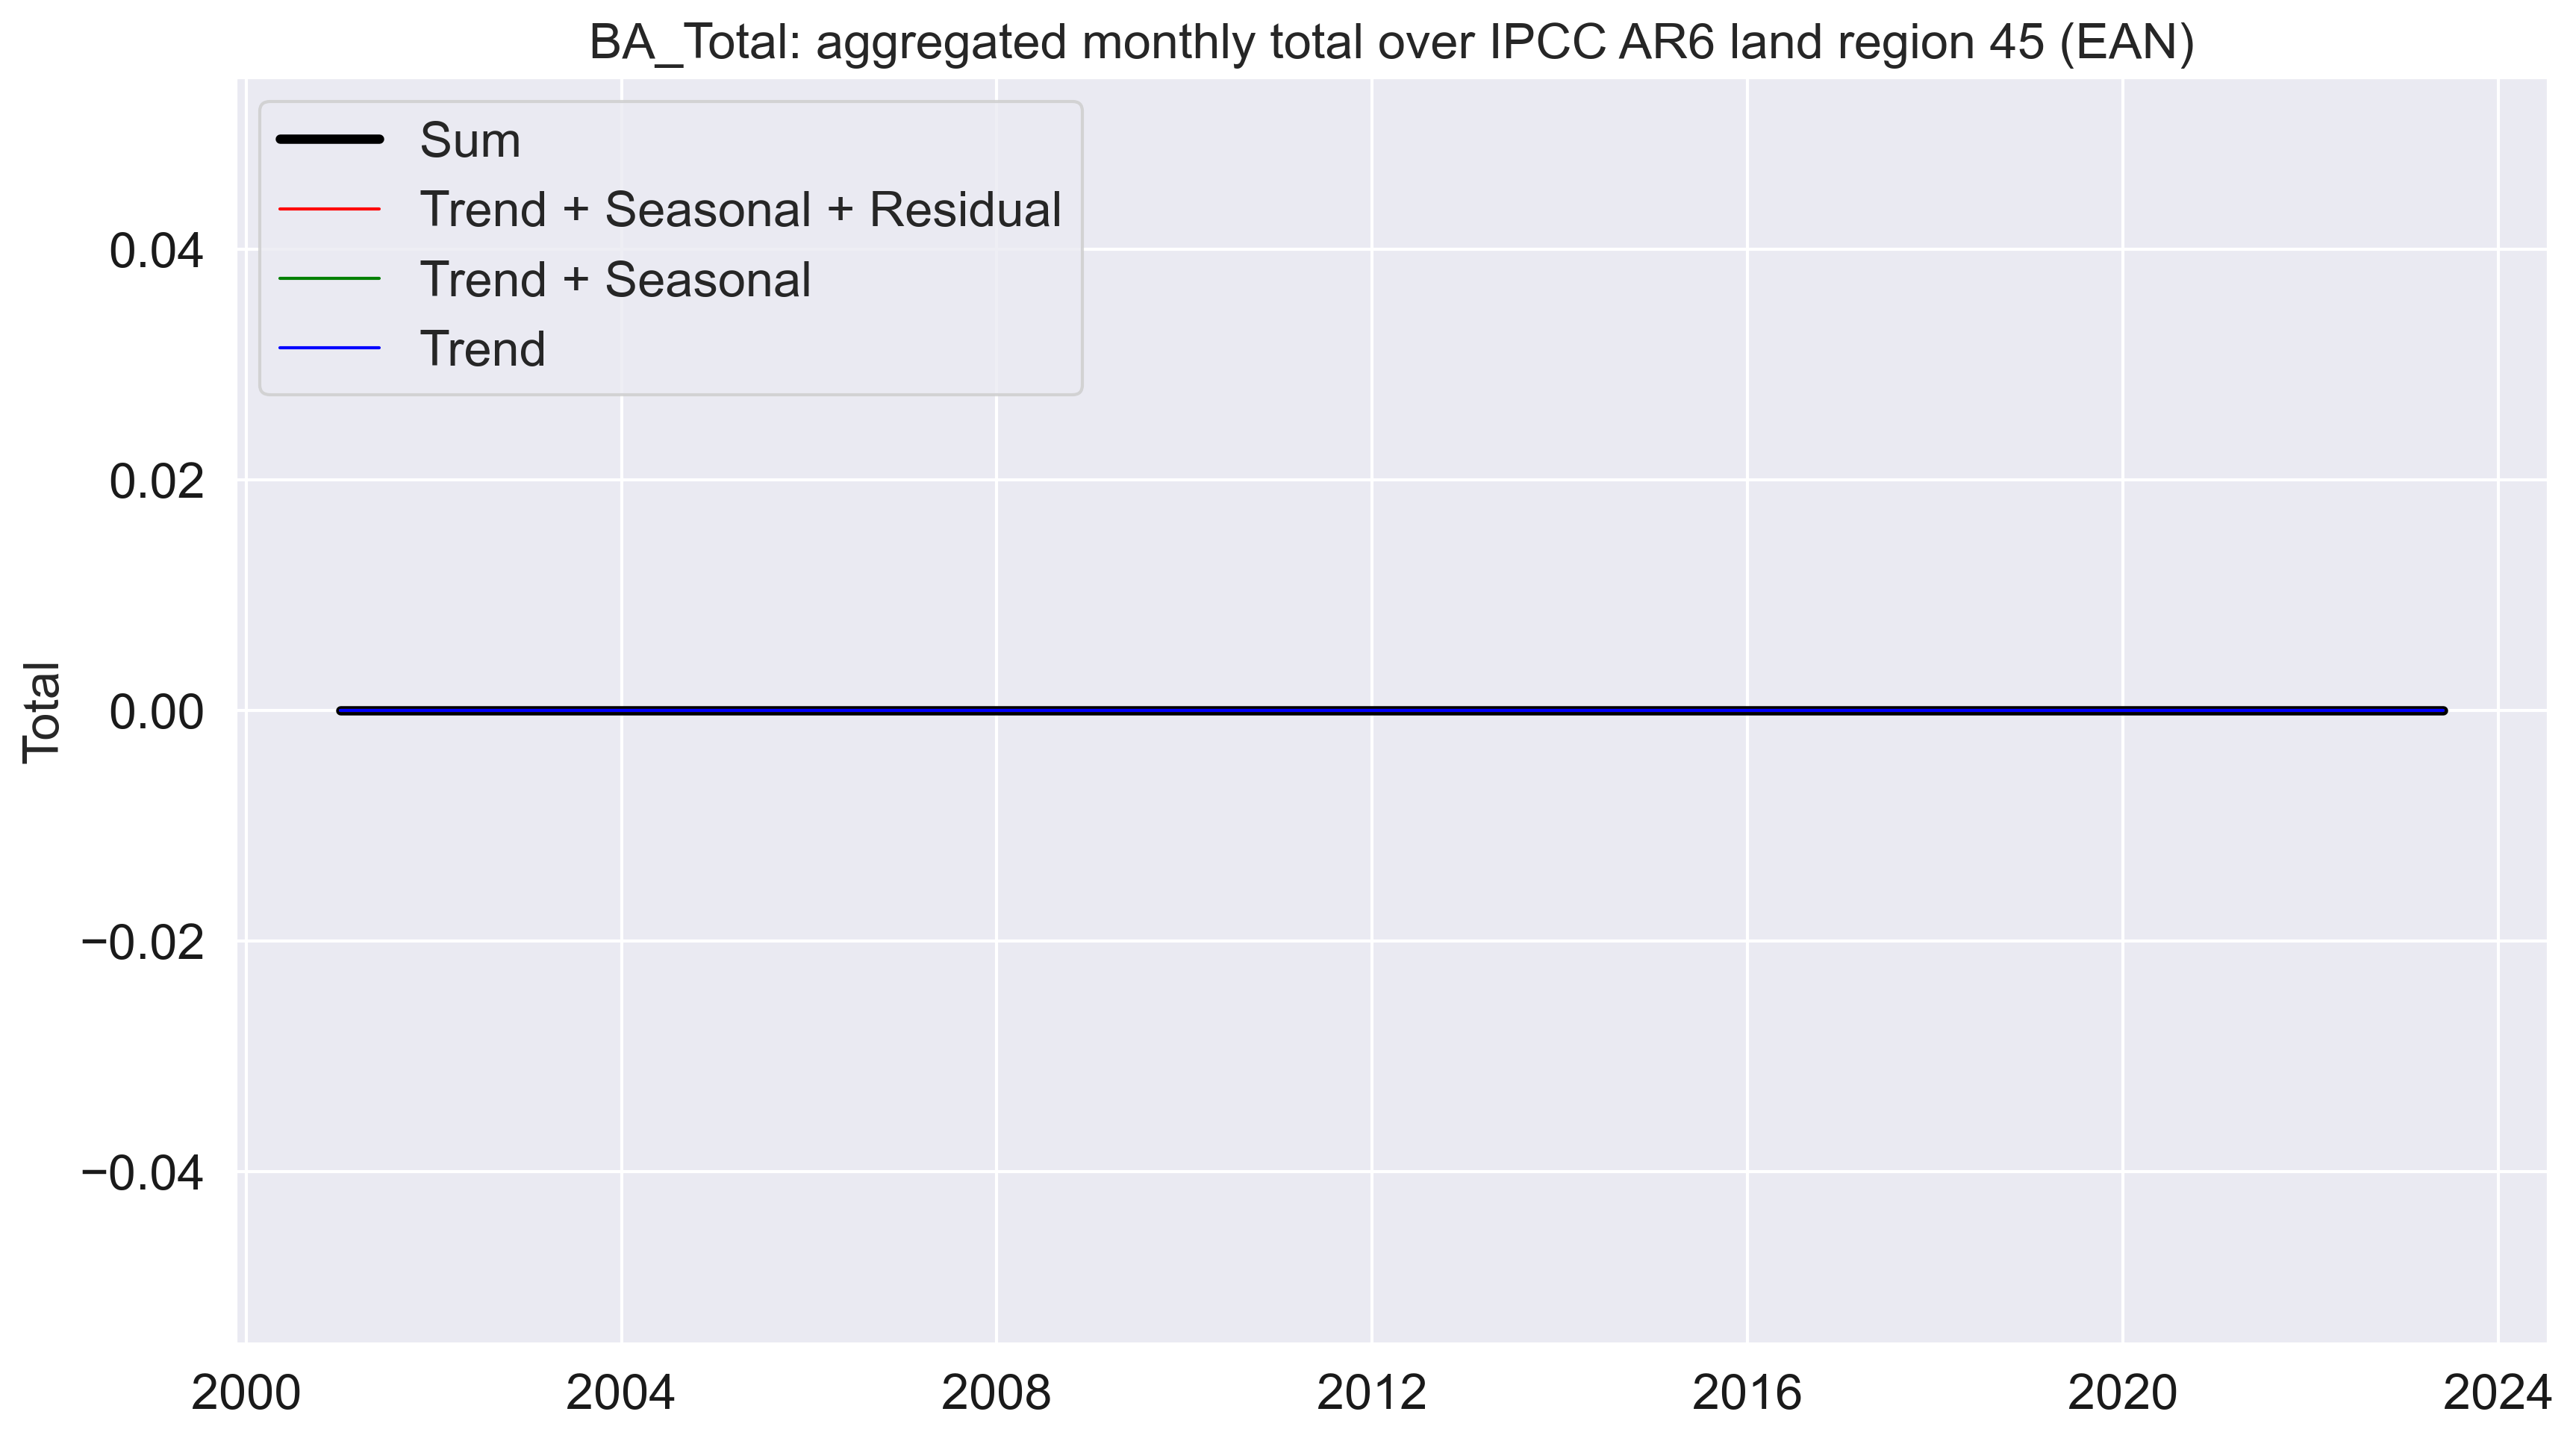 BA_Total: aggregated monthly total over IPCC AR6 land region 45 (EAN)
Sum
Trend + Seasonal + Residual
Trend + Seasonal
Trend
Total
0.04
0.02
0.00
−0.02
−0.04
2000 2004 2008 2012 2016 2020 2024